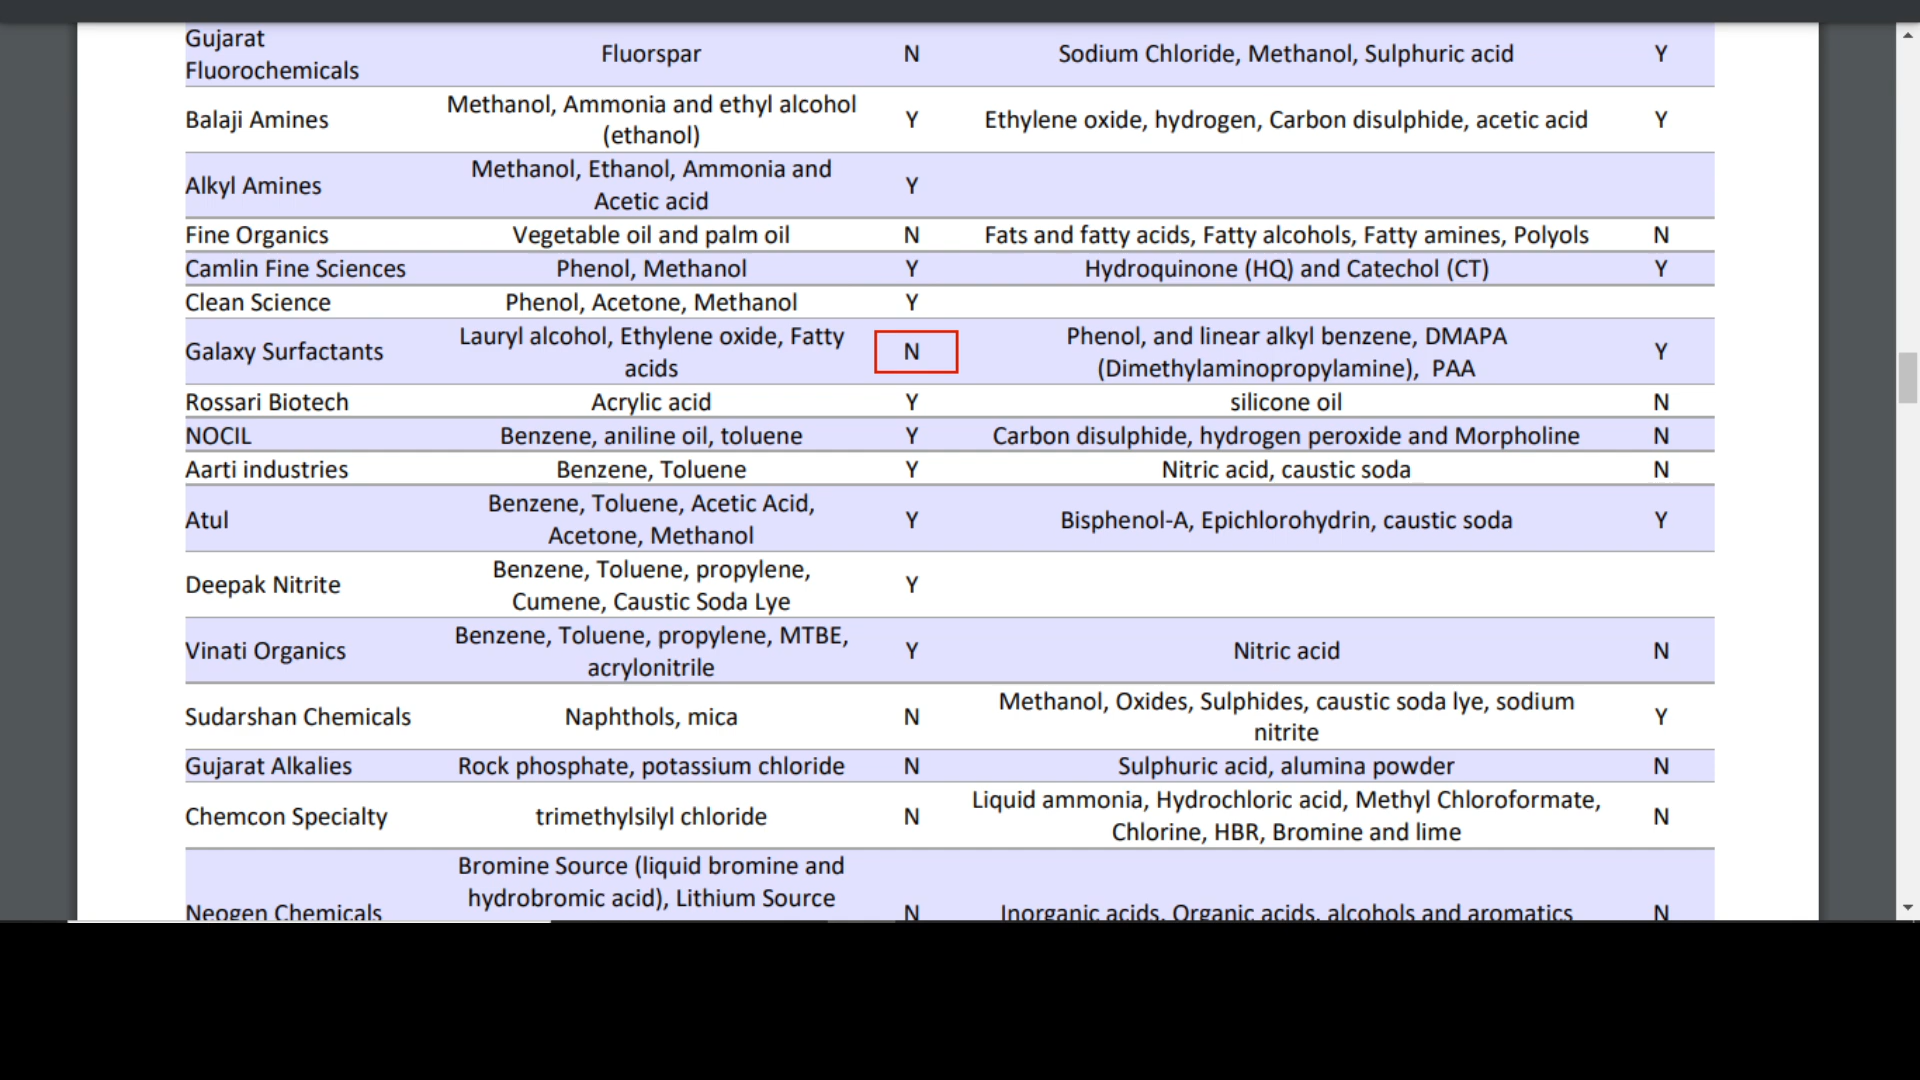 Gujarat
Fluorochemicals
Fluorspar
N
Sodium Chloride, Methanol, Sulphuric acid
Y
Balaji Amines
Methanol, Ammonia and ethyl alcohol
(ethanol)
Y
Ethylene oxide, hydrogen, Carbon disulphide, acetic acid
Y
Alkyl Amines
Methanol, Ethanol, Ammonia and
Acetic acid
Y
Fine Organics
Vegetable oil and palm oil
N
Fats and fatty acids, Fatty alcohols, Fatty amines, Polyols
N
Camlin Fine Sciences
Phenol, Methanol
Y
Hydroquinone (HQ) and Catechol (CT)
Y
Clean Science
Phenol, Acetone, Methanol
Y
Galaxy Surfactants
Lauryl alcohol, Ethylene oxide, Fatty
acids
N
Phenol, and linear alkyl benzene, DMAPA
(Dimethylaminopropylamine), PAA
Y
Rossari Biotech
Acrylic acid
Y
silicone oil
N
NOCIL
Benzene, aniline oil, toluene
Y
Carbon disulphide, hydrogen peroxide and Morpholine
N
Aarti industries
Benzene, Toluene
Y
Nitric acid, caustic soda
N
Atul
Benzene, Toluene, Acetic Acid,
Acetone, Methanol
Y
Bisphenol-A, Epichlorohydrin, caustic soda
Y
Deepak Nitrite
Benzene, Toluene, propylene,
Cumene, Caustic Soda Lye
Y
Vinati Organics
Benzene, Toluene, propylene, MTBE,
acrylonitrile
Y
Nitric acid
N
Sudarshan Chemicals
Naphthols, mica
N
Methanol, Oxides, Sulphides, caustic soda lye, sodium
nitrite
Y
Gujarat Alkalies
Rock phosphate, potassium chloride
N
Sulphuric acid, alumina powder
N
Chemcon Specialty
trimethylsilyl chloride
N
Liquid ammonia, Hydrochloric acid, Methyl Chloroformate,
Chlorine, HBR, Bromine and lime
N
Neogen Chemicals
Bromine Source (liquid bromine and
hydrobromic acid), Lithium Source
N
Inorganic acids, Organic acids, alcohols and aromatics
N